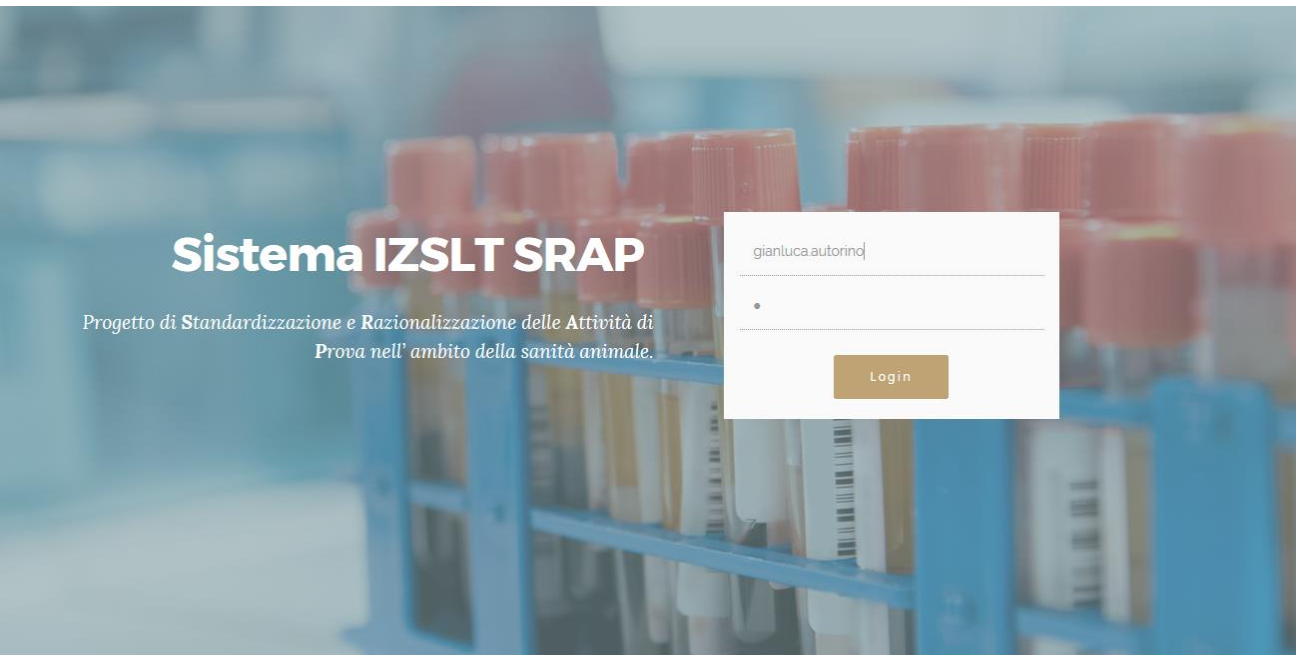 Sistema IZSLT SRAP
Progetto di Standardizzazione e Razionalizzazione delle Attività di
Prova nell' ambito della sanità animale.
gianluca.autorino
•
Login